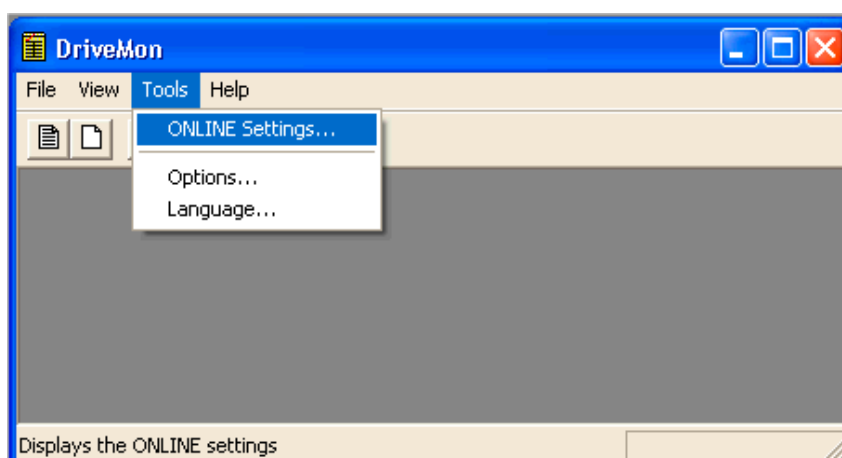 DriveMon
File View Tools Help
ONLINE Settings...
Options...
Language...
Displays the ONLINE settings